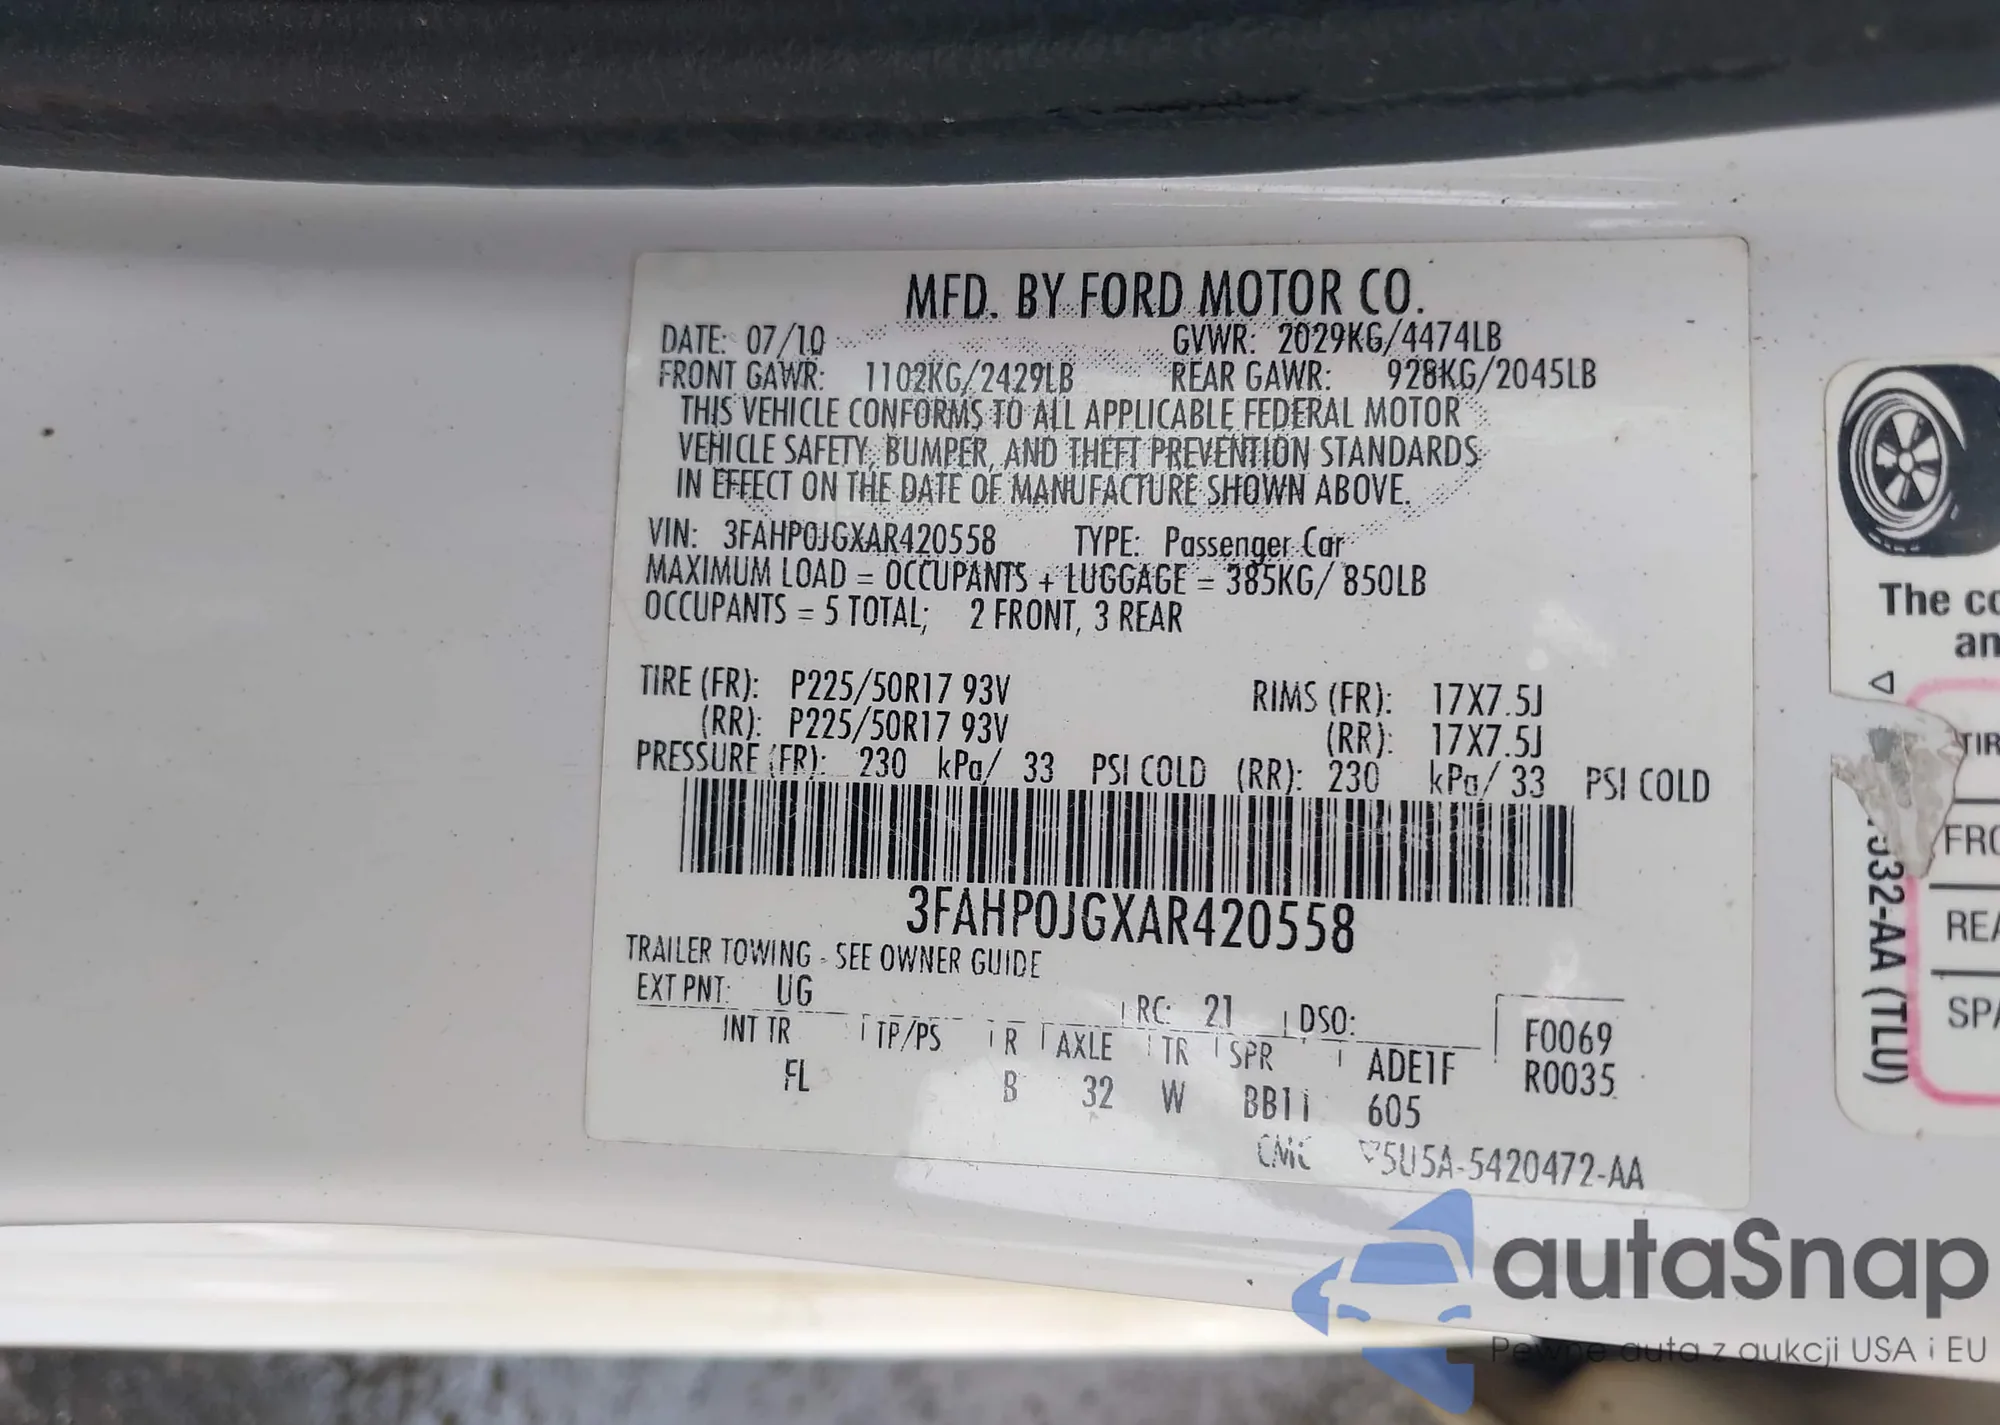 MFD. BY FORD MOTOR CO.
DATE: 07/10 GVWR: 2029KG/4474LB
FRONT GAWR: 1102KG/2429LB REAR GAWR: 928KG/2045LB
THIS VEHICLE CONFORMS TO ALL APPLICABLE FEDERAL MOTOR
VEHICLE SAFETY, BUMPER, AND THEFT PREVENTION STANDARDS
IN EFFECT ON THE DATE OF MANUFACTURE SHOWN ABOVE.
VIN: 3FAHP0JGXAR420558 TYPE: Passenger Car
MAXIMUM LOAD = OCCUPANTS + LUGGAGE = 385KG/ 850LB
OCCUPANTS = 5 TOTAL; 2 FRONT, 3 REAR
TIRE (FR): P225/50R17 93V RIMS (FR): 17X7.5J
(RR): P225/50R17 93V (RR): 17X7.5J
PRESSURE (FR): 230 kPa/ 33 PSI COLD (RR): 230 kPa/ 33 PSI COLD
3FAHP0JGXAR420558
TRAILER TOWING - SEE OWNER GUIDE
EXT PNT: UG RC: 21 DSO: F0069
INT TR TP/PS R AXLE TR SPR ADE1F R0035
FL B 32 W BB11 605
5U5A-5420472-AA
The
TIR
FRO
REA
SPA
532-AA (TLU)
autaSnap
Pewne auta z aukcji USA i EU